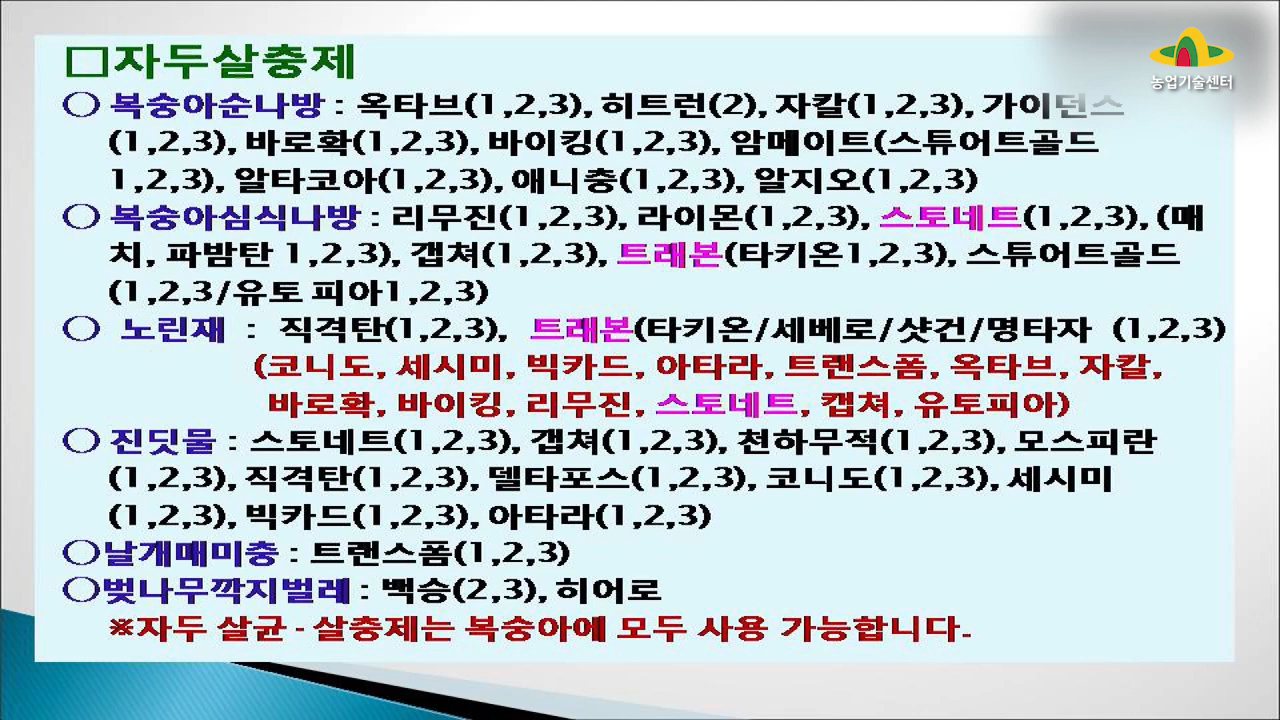 □자두살충제
농업기술센터
○ 복숭아순나방 : 옥타브(1,2,3), 히트런(2), 자칼(1,2,3), 가이던스
(1,2,3), 바로확(1,2,3), 바이킹(1,2,3), 암메이트(스튜어트골드
1,2,3), 알타코아(1,2,3), 애니충(1,2,3), 알지오(1,2,3)
○ 복숭아심식나방 : 리무진(1,2,3), 라이몬(1,2,3), 스토네트(1,2,3), (매
치, 파밤탄 1,2,3), 갭쳐(1,2,3), 트래본(타키온1,2,3), 스튜어트골드
(1,2,3/유토 피아1,2,3)
○ 노린재 : 직격탄(1,2,3), 트래본(타키온/세베로/샷건/명타자 (1,2,3)
(코니도, 세시미, 빅카드, 아타라, 트랜스폼, 옥타브, 자칼,
바로확, 바이킹, 리무진, 스토네트, 캡쳐, 유토피아)
○ 진딧물 : 스토네트(1,2,3), 갭쳐(1,2,3), 천하무적(1,2,3), 모스피란
(1,2,3), 직격탄(1,2,3), 델타포스(1,2,3), 코니도(1,2,3), 세시미
(1,2,3), 빅카드(1,2,3), 아타라(1,2,3)
○날개매미충 : 트랜스폼(1,2,3)
○벚나무깍지벌레 : 백승(2,3), 히어로
※자두 살균 - 살충제는 복숭아에 모두 사용 가능합니다.